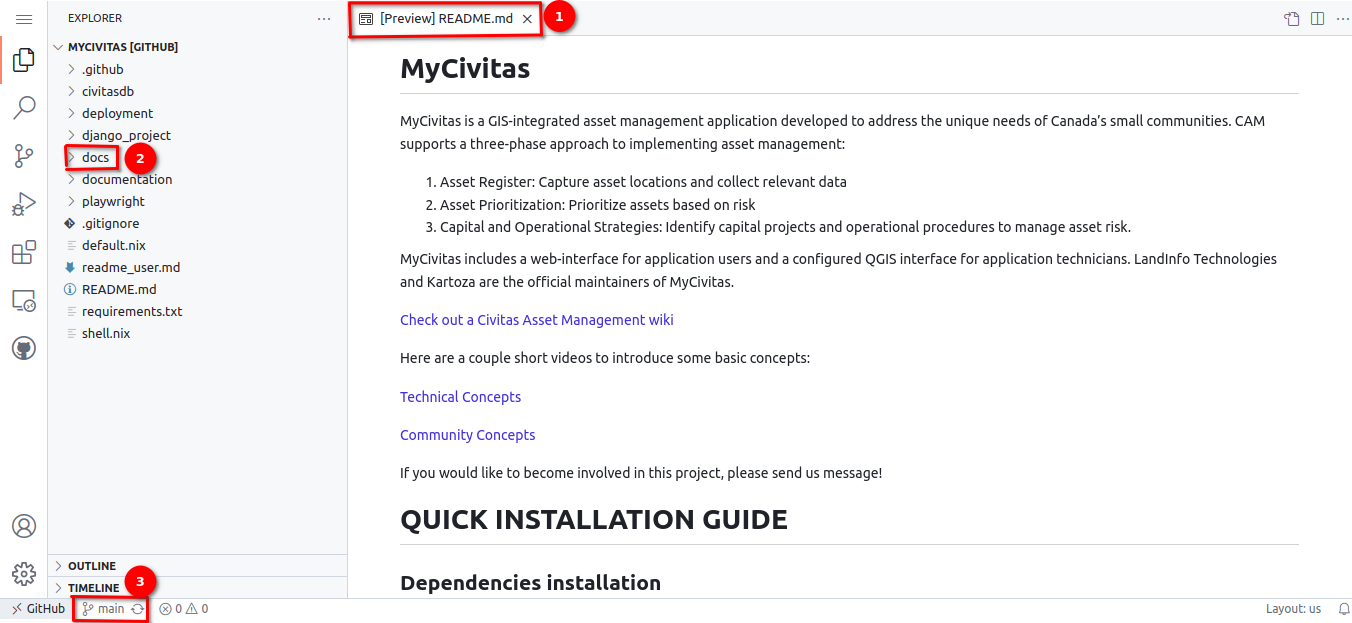 EXPLORER
MYCIVITAS [GITHUB]
.github
civitasdb
deployment
django_project
docs
2
documentation
playwright
.gitignore
default.nix
readme_user.md
README.md
requirements.txt
shell.nix
OUTLINE
TIMELINE
3
[Preview] README.md
1
MyCivitas
MyCivitas is a GIS-integrated asset management application developed to address the unique needs of Canada’s small communities. CAM
supports a three-phase approach to implementing asset management:
1. Asset Register: Capture asset locations and collect relevant data
2. Asset Prioritization: Prioritize assets based on risk
3. Capital and Operational Strategies: Identify capital projects and operational procedures to manage asset risk.
MyCivitas includes a web-interface for application users and a configured QGIS interface for application technicians. LandInfo Technologies
and Kartoza are the official maintainers of MyCivitas.
Check out a Civitas Asset Management wiki
Here are a couple short videos to introduce some basic concepts:
Technical Concepts
Community Concepts
If you would like to become involved in this project, please send us message!
QUICK INSTALLATION GUIDE
Dependencies installation
GitHub main 0 0 Layout: us